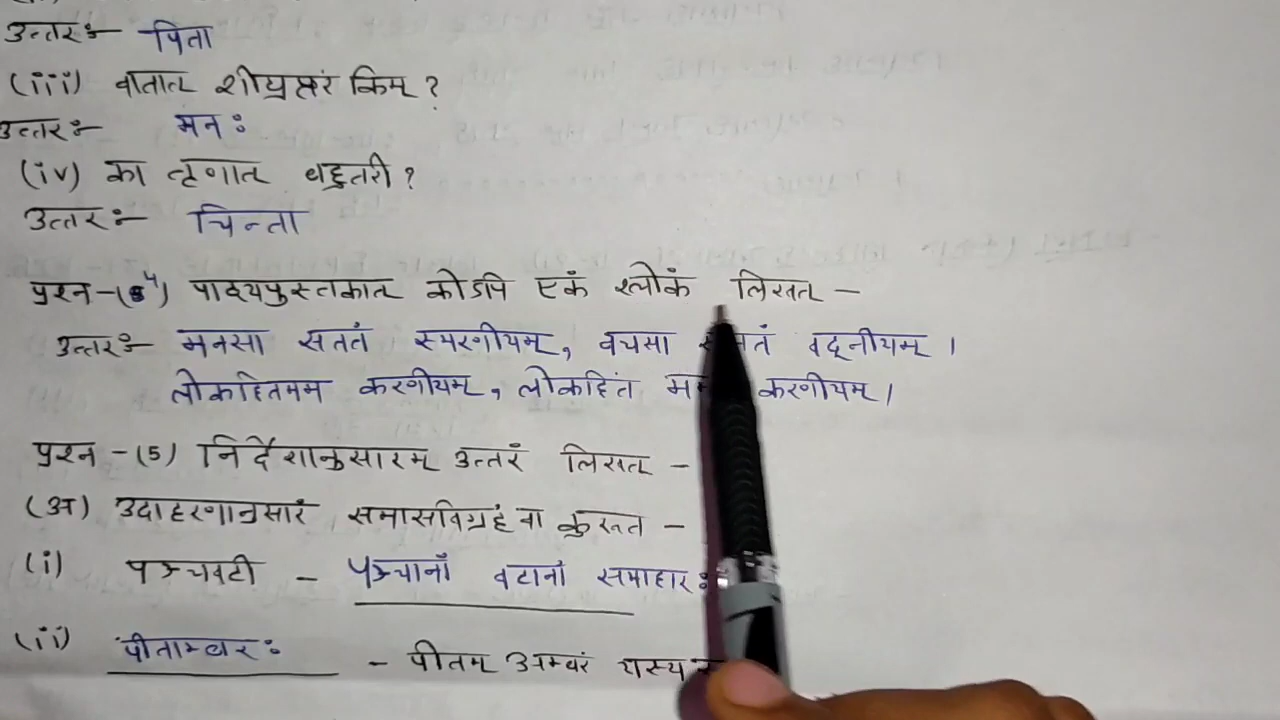 उत्तरः- पिता
(iii) वातात् शीघ्रतरं किम्?
उत्तरः- मनः
(iv) का तृणात् बहुतरी?
उत्तरः- चिन्ता
प्रश्न-(4) पाठ्यपुस्तकात् कोऽपि एकं श्लोकं लिखत -
उत्तरः- मनसा सततं स्मरणीयम्, वचसा सततं वदनीयम् ।
लोकहितमम करणीयम्, लोकहितं मम करणीयम् ।
प्रश्न -(5) निर्देशानुसारम् उत्तरं लिखत -
(अ) उदाहरणानुसारं समासविग्रहं वा कुरूत -
(i) पञ्चवटी - पञ्चानां वटानां समाहारः
(ii) पीताम्बरः - पीतम् अम्बरं यस्य